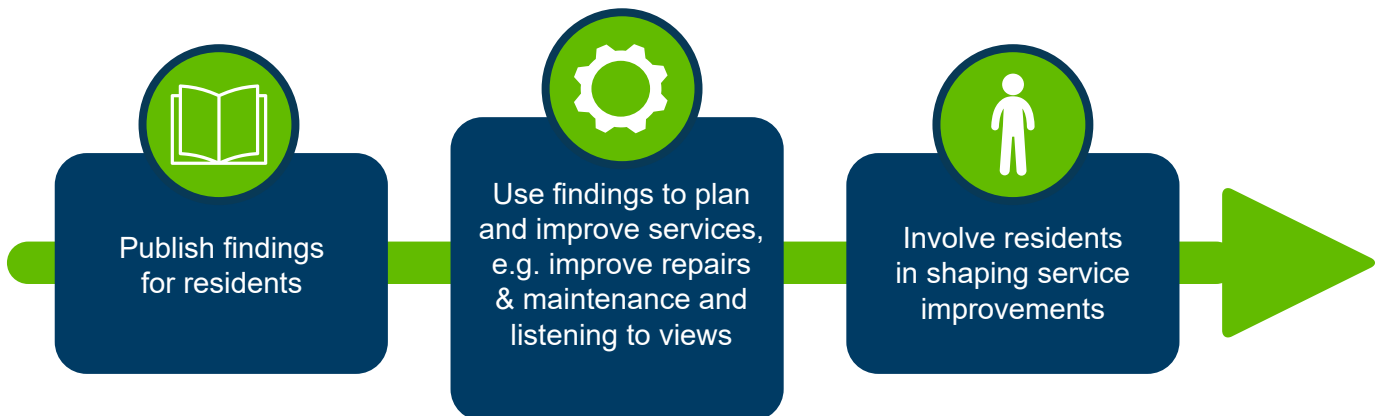 Publish findings
for residents
Use findings to plan
and improve services,
e.g. improve repairs
& maintenance and
listening to views
Involve residents
in shaping service
improvements